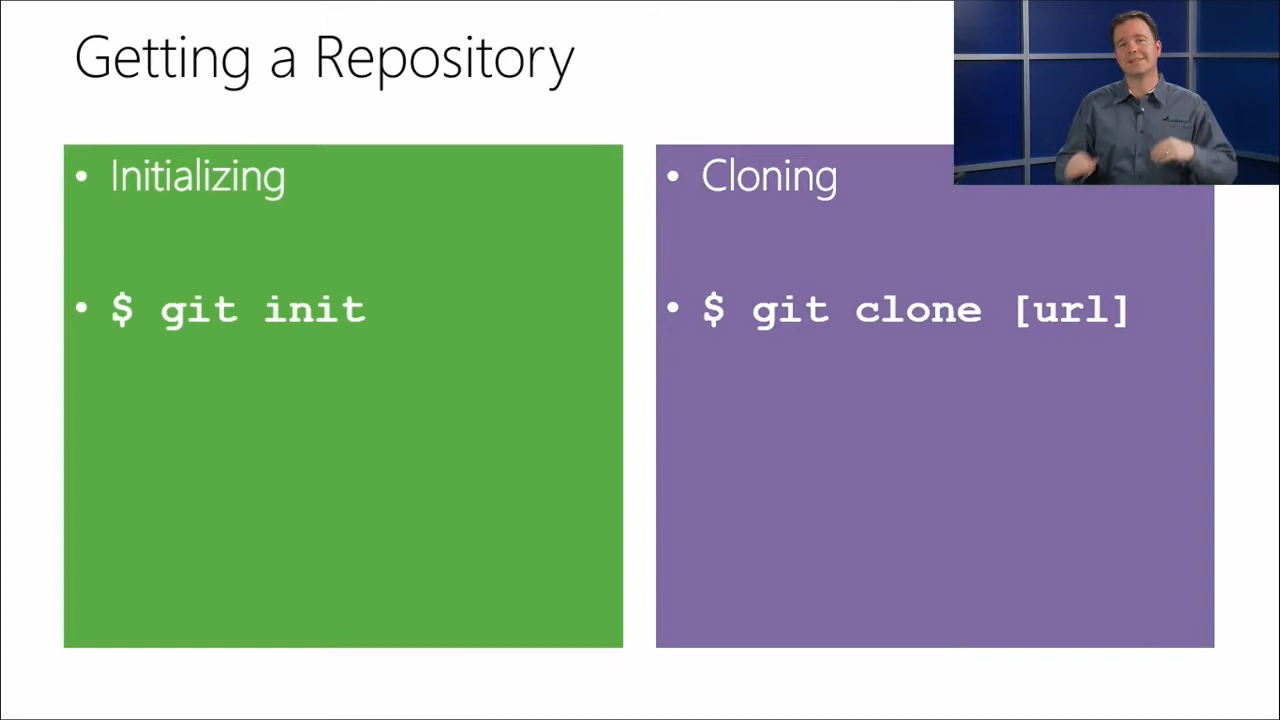 Getting a Repository
• Initializing
• $ git init
• Cloning
• $ git clone [url]